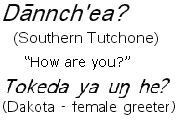 Dännch'ea?
(Southern Tutchone)
“How are you?”
Tokeda ya uŋ he?
(Dakota - female greeter)